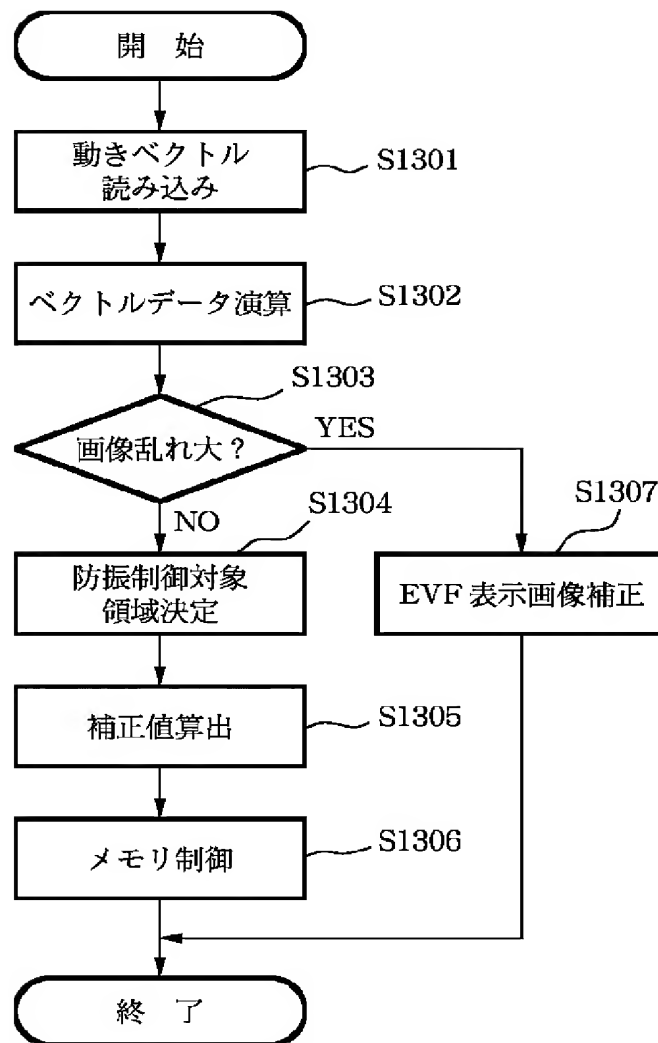 開 始
動きベクトル
読み込み
S1301
ベクトルデータ演算
S1302
S1303
画像乱れ大?
YES
NO
S1304
防振制御対象
領域決定
S1307
EVF 表示画像補正
補正値算出
S1305
メモリ制御
S1306
終 了